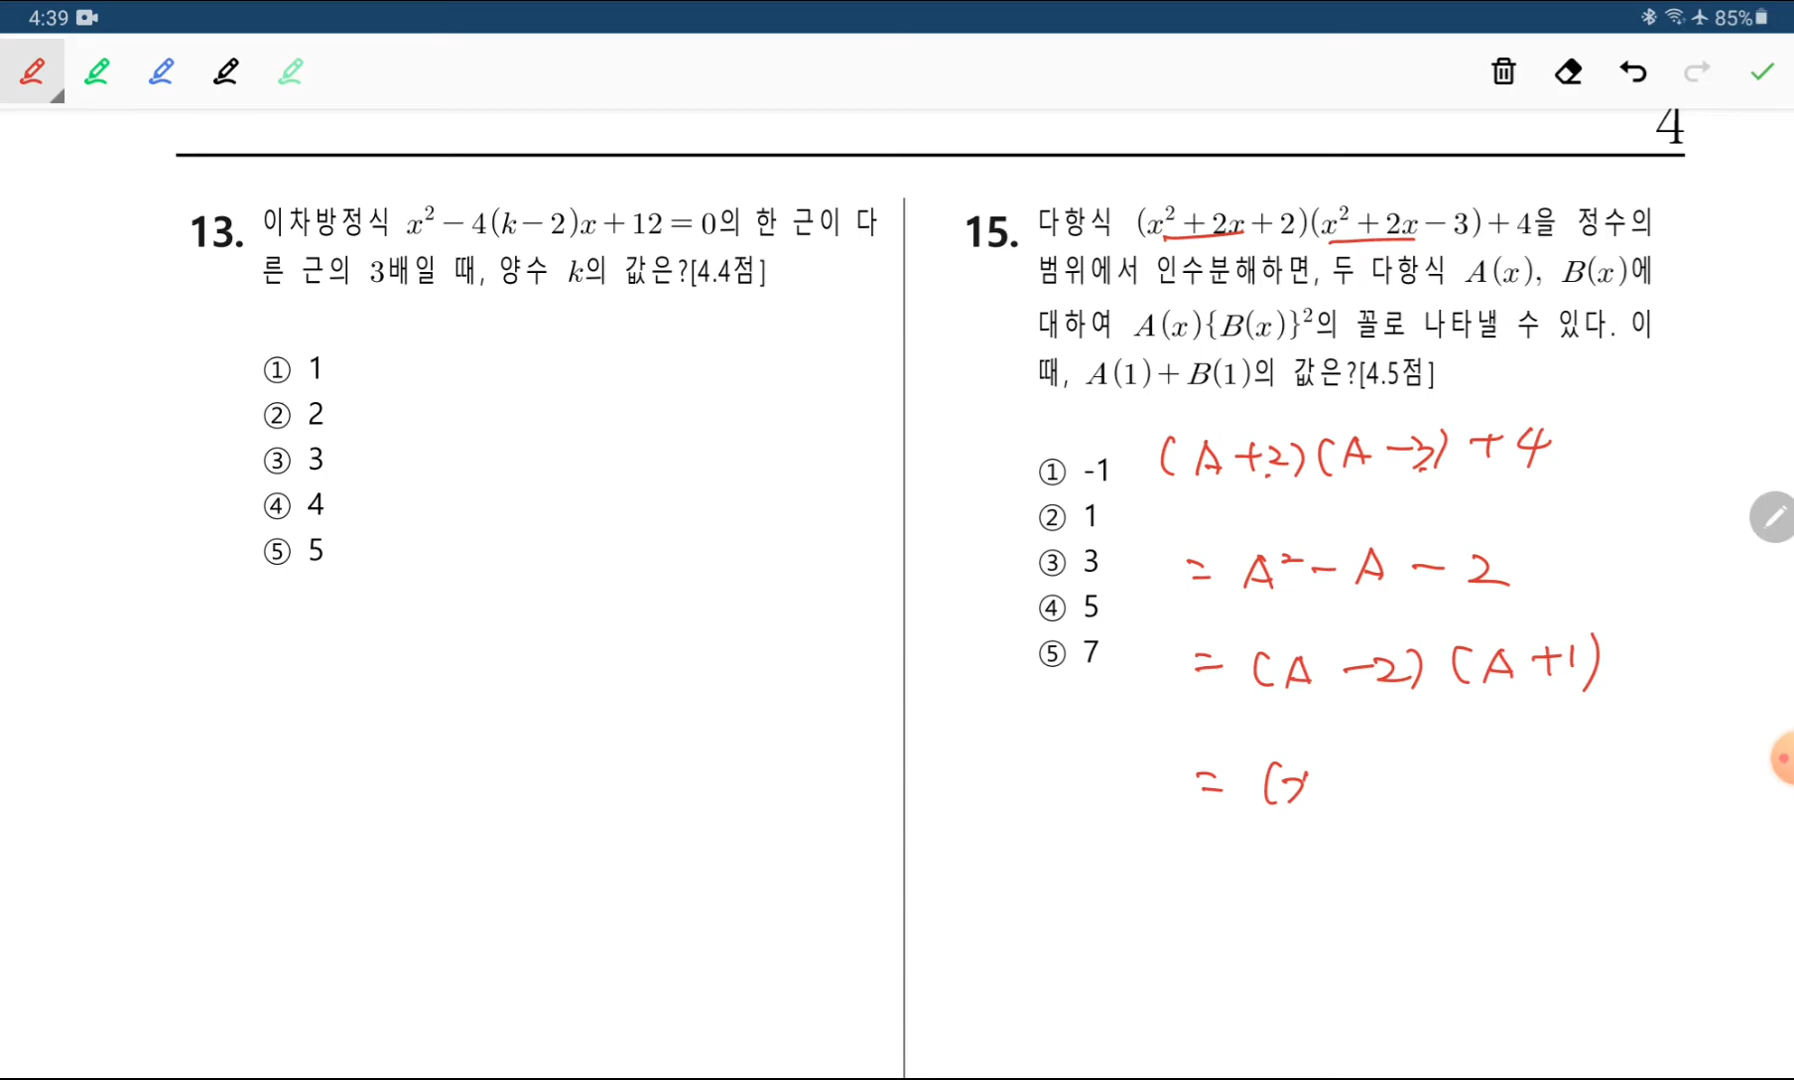 4:39
85%
4
13. 이차방정식 x² − 4(k − 2)x + 12 = 0의 한 근이 다
른 근의 3배일 때, 양수 k의 값은?[4.4점]
① 1
② 2
③ 3
④ 4
⑤ 5
15. 다항식 (x² + 2x + 2)(x² + 2x − 3) + 4을 정수의
범위에서 인수분해하면, 두 다항식 A(x), B(x)에
대하여 A(x){B(x)}²의 꼴로 나타낼 수 있다. 이
때, A(1) + B(1)의 값은?[4.5점]
① -1
② 1
③ 3
④ 5
⑤ 7
(A+2)(A-3)+4
= A²-A-2
= (A-2)(A+1)
= (x